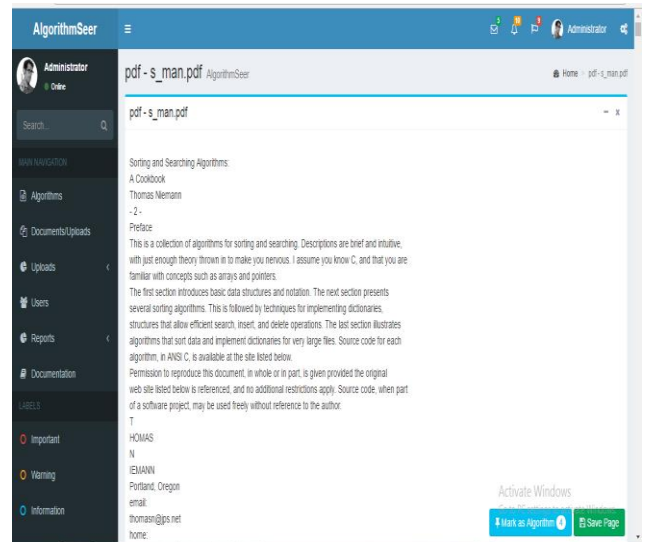 AlgorithmSeer
Administrator
pdf - s_man.pdf AlgorithmSeer
Home
pdf - s_man.pdf
Administrator
Online
Search...
MAIN NAVIGATION
Algorithms
Documents/Uploads
Uploads
Users
Reports
Documentation
LABELS
Important
Warning
Information
pdf - s_man.pdf
Sorting and Searching Algorithms:
A Cookbook
Thomas Niemann
- 2 -
Preface
This is a collection of algorithms for sorting and searching. Descriptions are brief and intuitive,
with just enough theory thrown in to make you nervous. I assume you know C, and that you are
familiar with concepts such as arrays and pointers.
The first section introduces basic data structures and notation. The next section presents
several sorting algorithms. This is followed by techniques for implementing dictionaries,
structures that allow efficient search, insert, and delete operations. The last section illustrates
algorithms that sort data and implement dictionaries for very large files. Source code for each
algorithm, in ANSI C, is available at the site listed below.
Permission to reproduce this document, in whole or in part, is given provided the original
web site listed below is referenced, and no additional restrictions apply. Source code, when part
of a software project, may be used freely without reference to the author.
T
HOMAS
N
IEMANN
Portland, Oregon
email:
thomasn@jps.net
home:
Activate Windows
Mark as Algorithm 4
Save Page